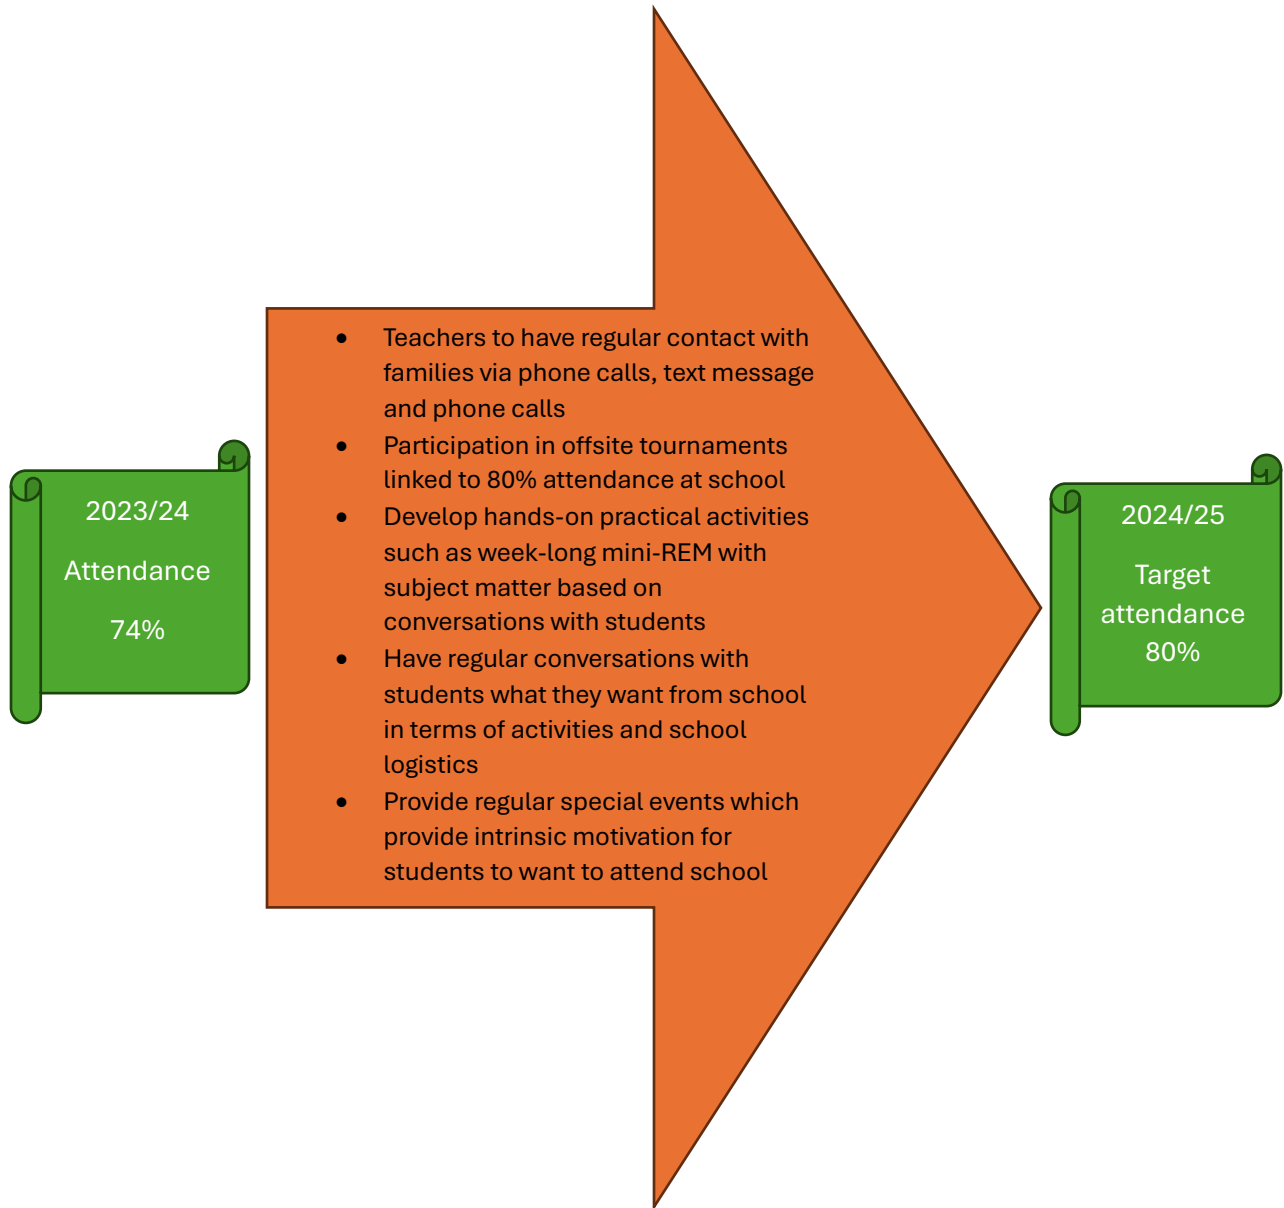 2023/24
Attendance
74%
• Teachers to have regular contact with
families via phone calls, text message
and phone calls
• Participation in offsite tournaments
linked to 80% attendance at school
• Develop hands-on practical activities
such as week-long mini-REM with
subject matter based on
conversations with students
• Have regular conversations with
students what they want from school
in terms of activities and school
logistics
• Provide regular special events which
provide intrinsic motivation for
students to want to attend school
2024/25
Target
attendance
80%